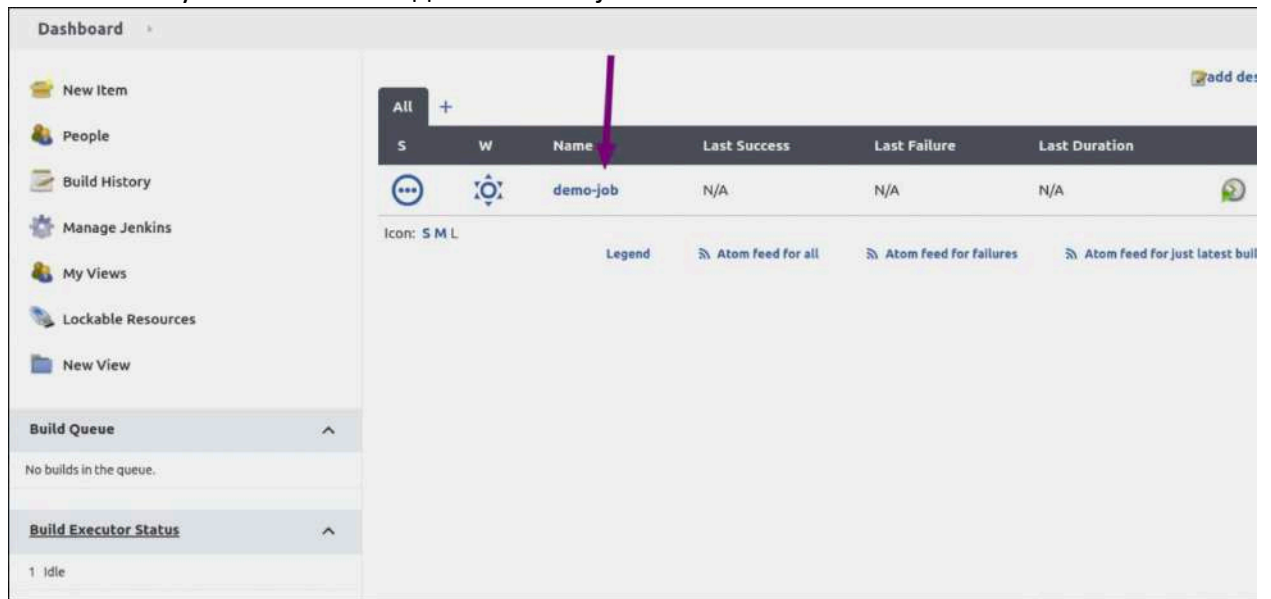 Dashboard
New Item
People
Build History
Manage Jenkins
My Views
Lockable Resources
New View
Build Queue
No builds in the queue.
Build Executor Status
1 Idle
add des
All +
S W Name Last Success Last Failure Last Duration
demo-job N/A N/A N/A
Icon: S M L
Legend Atom feed for all Atom feed for failures Atom feed for just latest buil